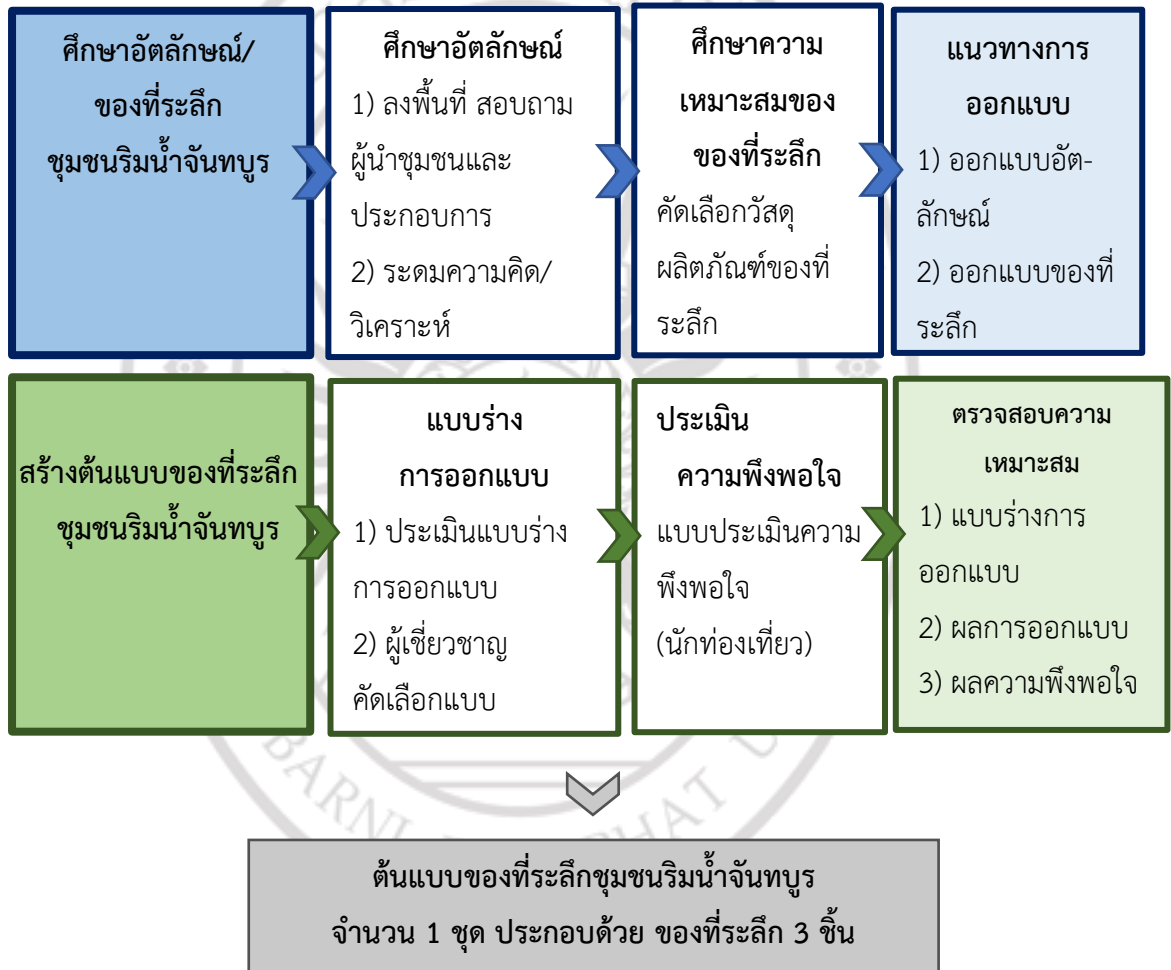 ศึกษาอัตลักษณ์/
ของที่ระลึก
ชุมชนริมน้ำจันทบูร
ศึกษาอัตลักษณ์
1) ลงพื้นที่ สอบถาม
ผู้นำชุมชนและ
ประกอบการ
2) ระดมความคิด/
วิเคราะห์
ศึกษาความ
เหมาะสมของ
ของที่ระลึก
คัดเลือกวัสดุ
ผลิตภัณฑ์ของที่
ระลึก
แนวทางการ
ออกแบบ
1) ออกแบบอัต-
ลักษณ์
2) ออกแบบของที่
ระลึก
สร้างต้นแบบของที่ระลึก
ชุมชนริมน้ำจันทบูร
แบบร่าง
การออกแบบ
1) ประเมินแบบร่าง
การออกแบบ
2) ผู้เชี่ยวชาญ
คัดเลือกแบบ
ประเมิน
ความพึงพอใจ
แบบประเมินความ
พึงพอใจ
(นักท่องเที่ยว)
ตรวจสอบความ
เหมาะสม
1) แบบร่างการ
ออกแบบ
2) ผลการออกแบบ
3) ผลความพึงพอใจ
ต้นแบบของที่ระลึกชุมชนริมน้ำจันทบูร
จำนวน 1 ชุด ประกอบด้วย ของที่ระลึก 3 ชิ้น